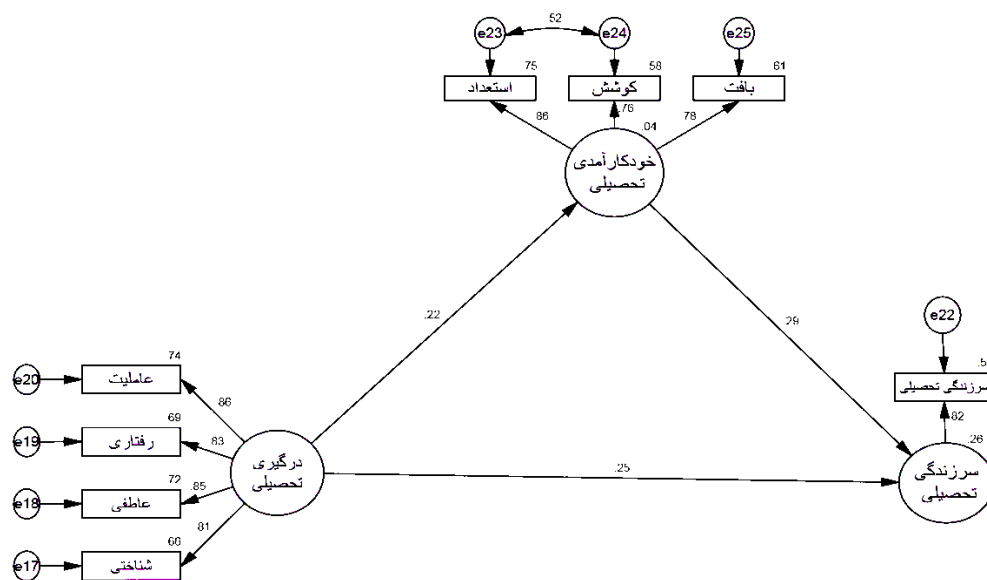 .52
e23
e24
e25
.75
.58
.61
استعداد
کوشش
بافت
.86
.76
.78
.04
خودکارآمدی
تحصیلی
.22
.29
e22
.5
سرزندگی تحصیلی
.82
.26
سرزندگی
تحصیلی
.25
.74
e20
عاملیت
.86
.69
e19
رفتاری
.83
درگیری
تحصیلی
.72
e18
عاطفی
.85
.66
e17
شناختی
.81